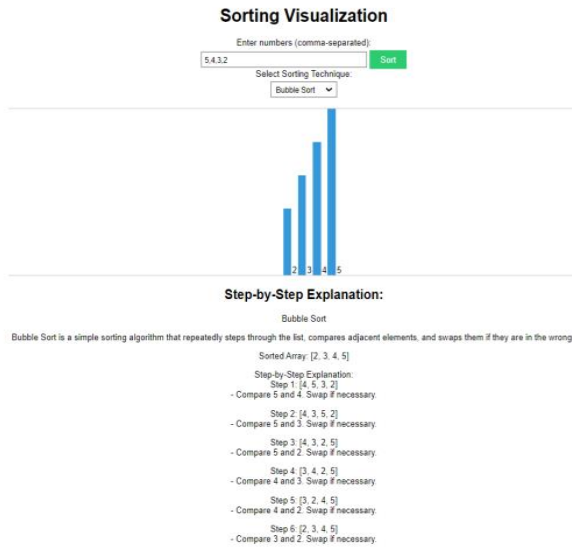 Sorting Visualization
Enter numbers (comma-separated):
5,4,3,2
Sort
Select Sorting Technique:
Bubble Sort
2 3 4 5
Step-by-Step Explanation:
Bubble Sort
Bubble Sort is a simple sorting algorithm that repeatedly steps through the list, compares adjacent elements, and swaps them if they are in the wrong
Sorted Array: [2, 3, 4, 5]
Step-by-Step Explanation:
Step 1: [4, 5, 3, 2]
- Compare 5 and 4. Swap if necessary.
Step 2: [4, 3, 5, 2]
- Compare 5 and 3. Swap if necessary.
Step 3: [4, 3, 2, 5]
- Compare 5 and 2. Swap if necessary.
Step 4: [3, 4, 2, 5]
- Compare 4 and 3. Swap if necessary.
Step 5: [3, 2, 4, 5]
- Compare 4 and 2. Swap if necessary.
Step 6: [2, 3, 4, 5]
- Compare 3 and 2. Swap if necessary.